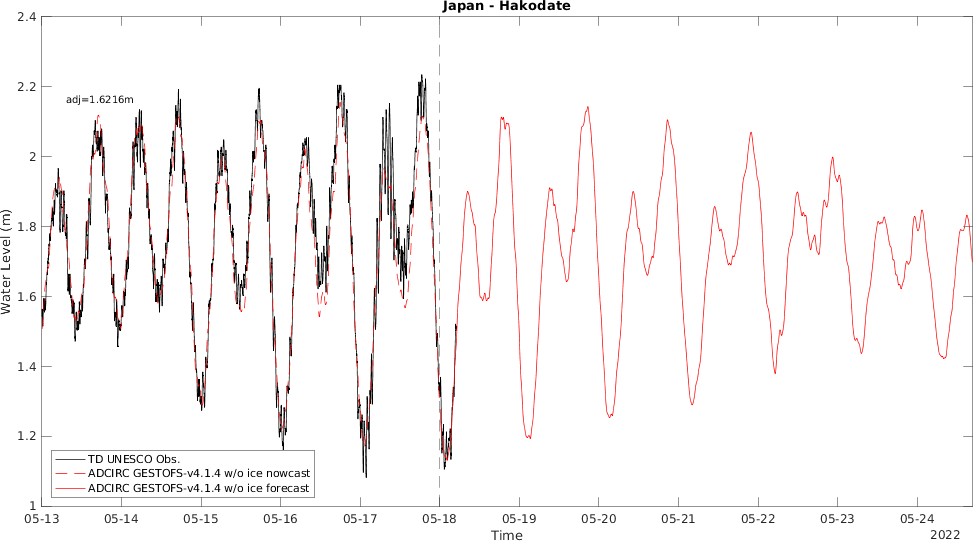 Japan - Hakodate
2.4
2.2
2
1.8
1.6
1.4
1.2
1
Water Level (m)
adj=1.6216m
TD UNESCO Obs.
ADCIRC GESTOFS-v4.1.4 w/o ice nowcast
ADCIRC GESTOFS-v4.1.4 w/o ice forecast
05-13 05-14 05-15 05-16 05-17 05-18 05-19 05-20 05-21 05-22 05-23 05-24
2022
Time